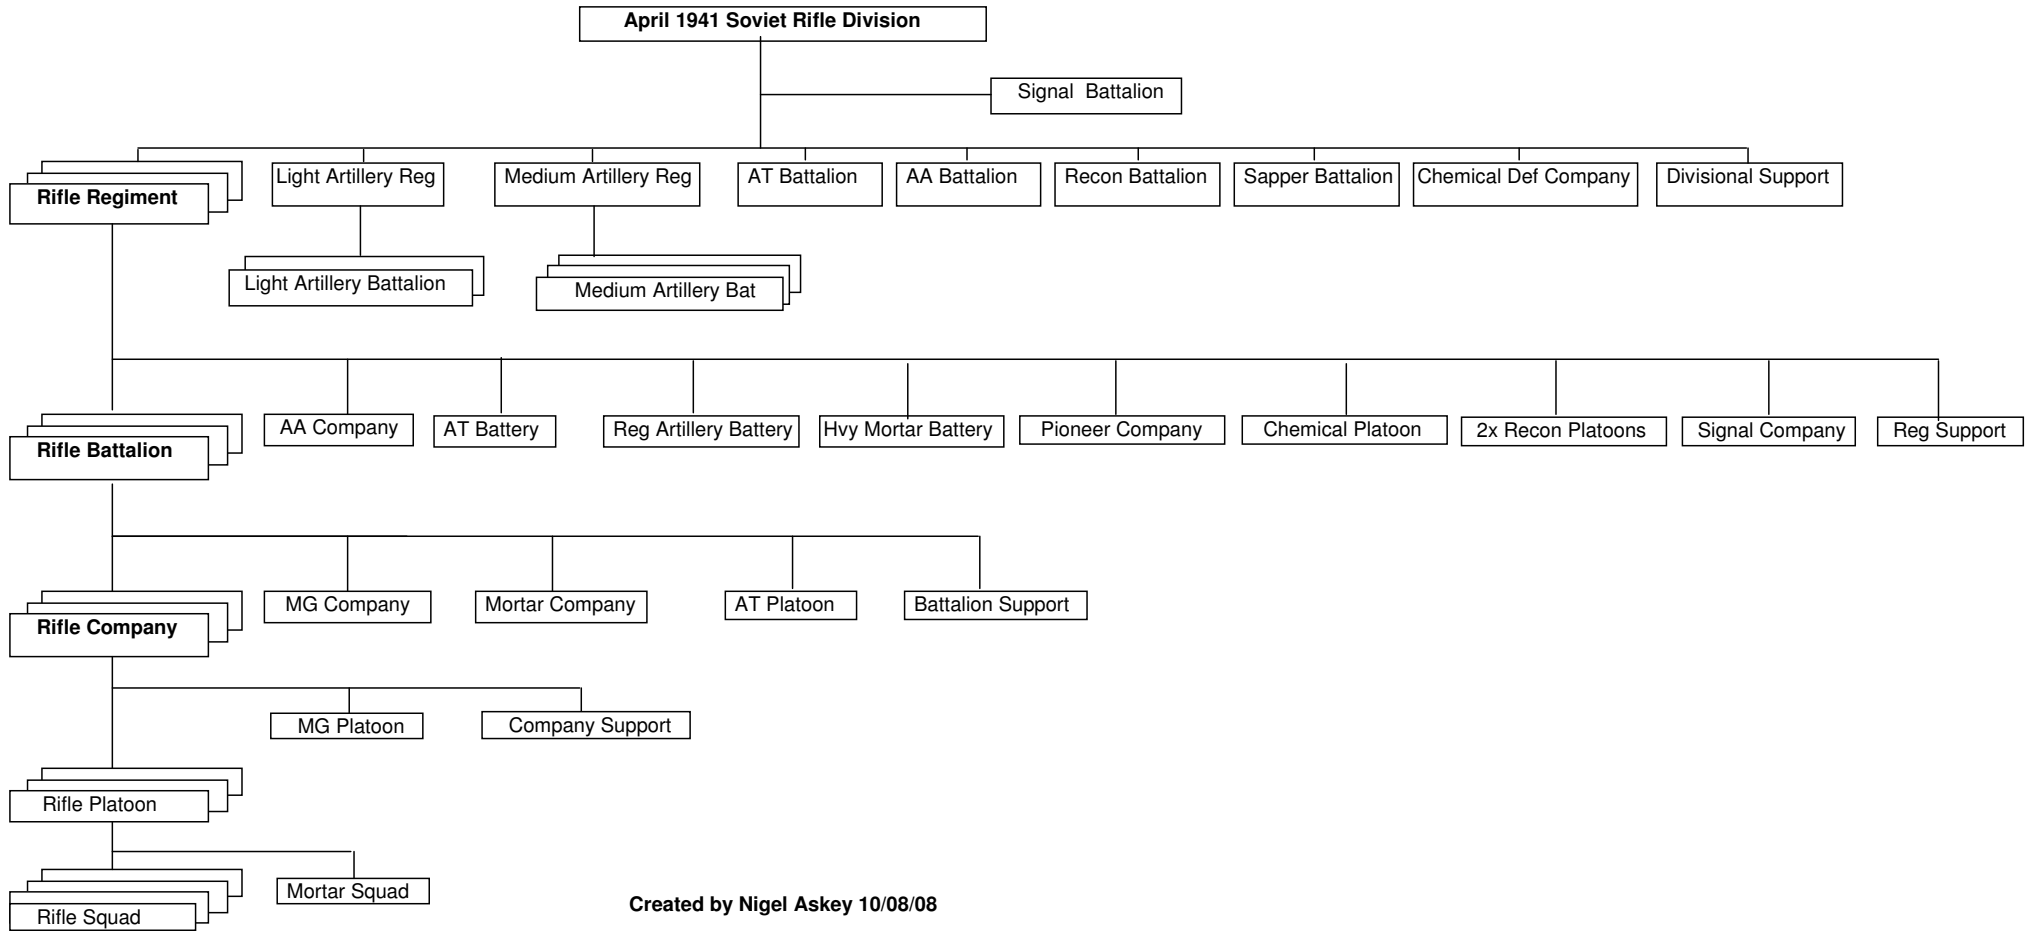 April 1941 Soviet Rifle Division
Signal Battalion
Rifle Regiment
Light Artillery Reg
Medium Artillery Reg
AT Battalion
AA Battalion
Recon Battalion
Sapper Battalion
Chemical Def Company
Divisional Support
Light Artillery Battalion
Medium Artillery Bat
Rifle Battalion
AA Company
AT Battery
Reg Artillery Battery
Hvy Mortar Battery
Pioneer Company
Chemical Platoon
2x Recon Platoons
Signal Company
Reg Support
Rifle Company
MG Company
Mortar Company
AT Platoon
Battalion Support
MG Platoon
Company Support
Rifle Platoon
Mortar Squad
Rifle Squad
Created by Nigel Askey 10/08/08